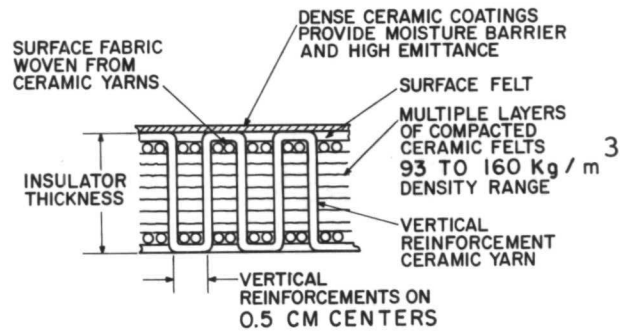 DENSE CERAMIC COATINGS
PROVIDE MOISTURE BARRIER
AND HIGH EMITTANCE
SURFACE FABRIC
WOVEN FROM
CERAMIC YARNS
SURFACE FELT
MULTIPLE LAYERS
OF COMPACTED
CERAMIC FELTS
93 TO 160 Kg/m³
DENSITY RANGE
INSULATOR
THICKNESS
VERTICAL
REINFORCEMENT
CERAMIC YARN
VERTICAL
REINFORCEMENTS ON
0.5 CM CENTERS